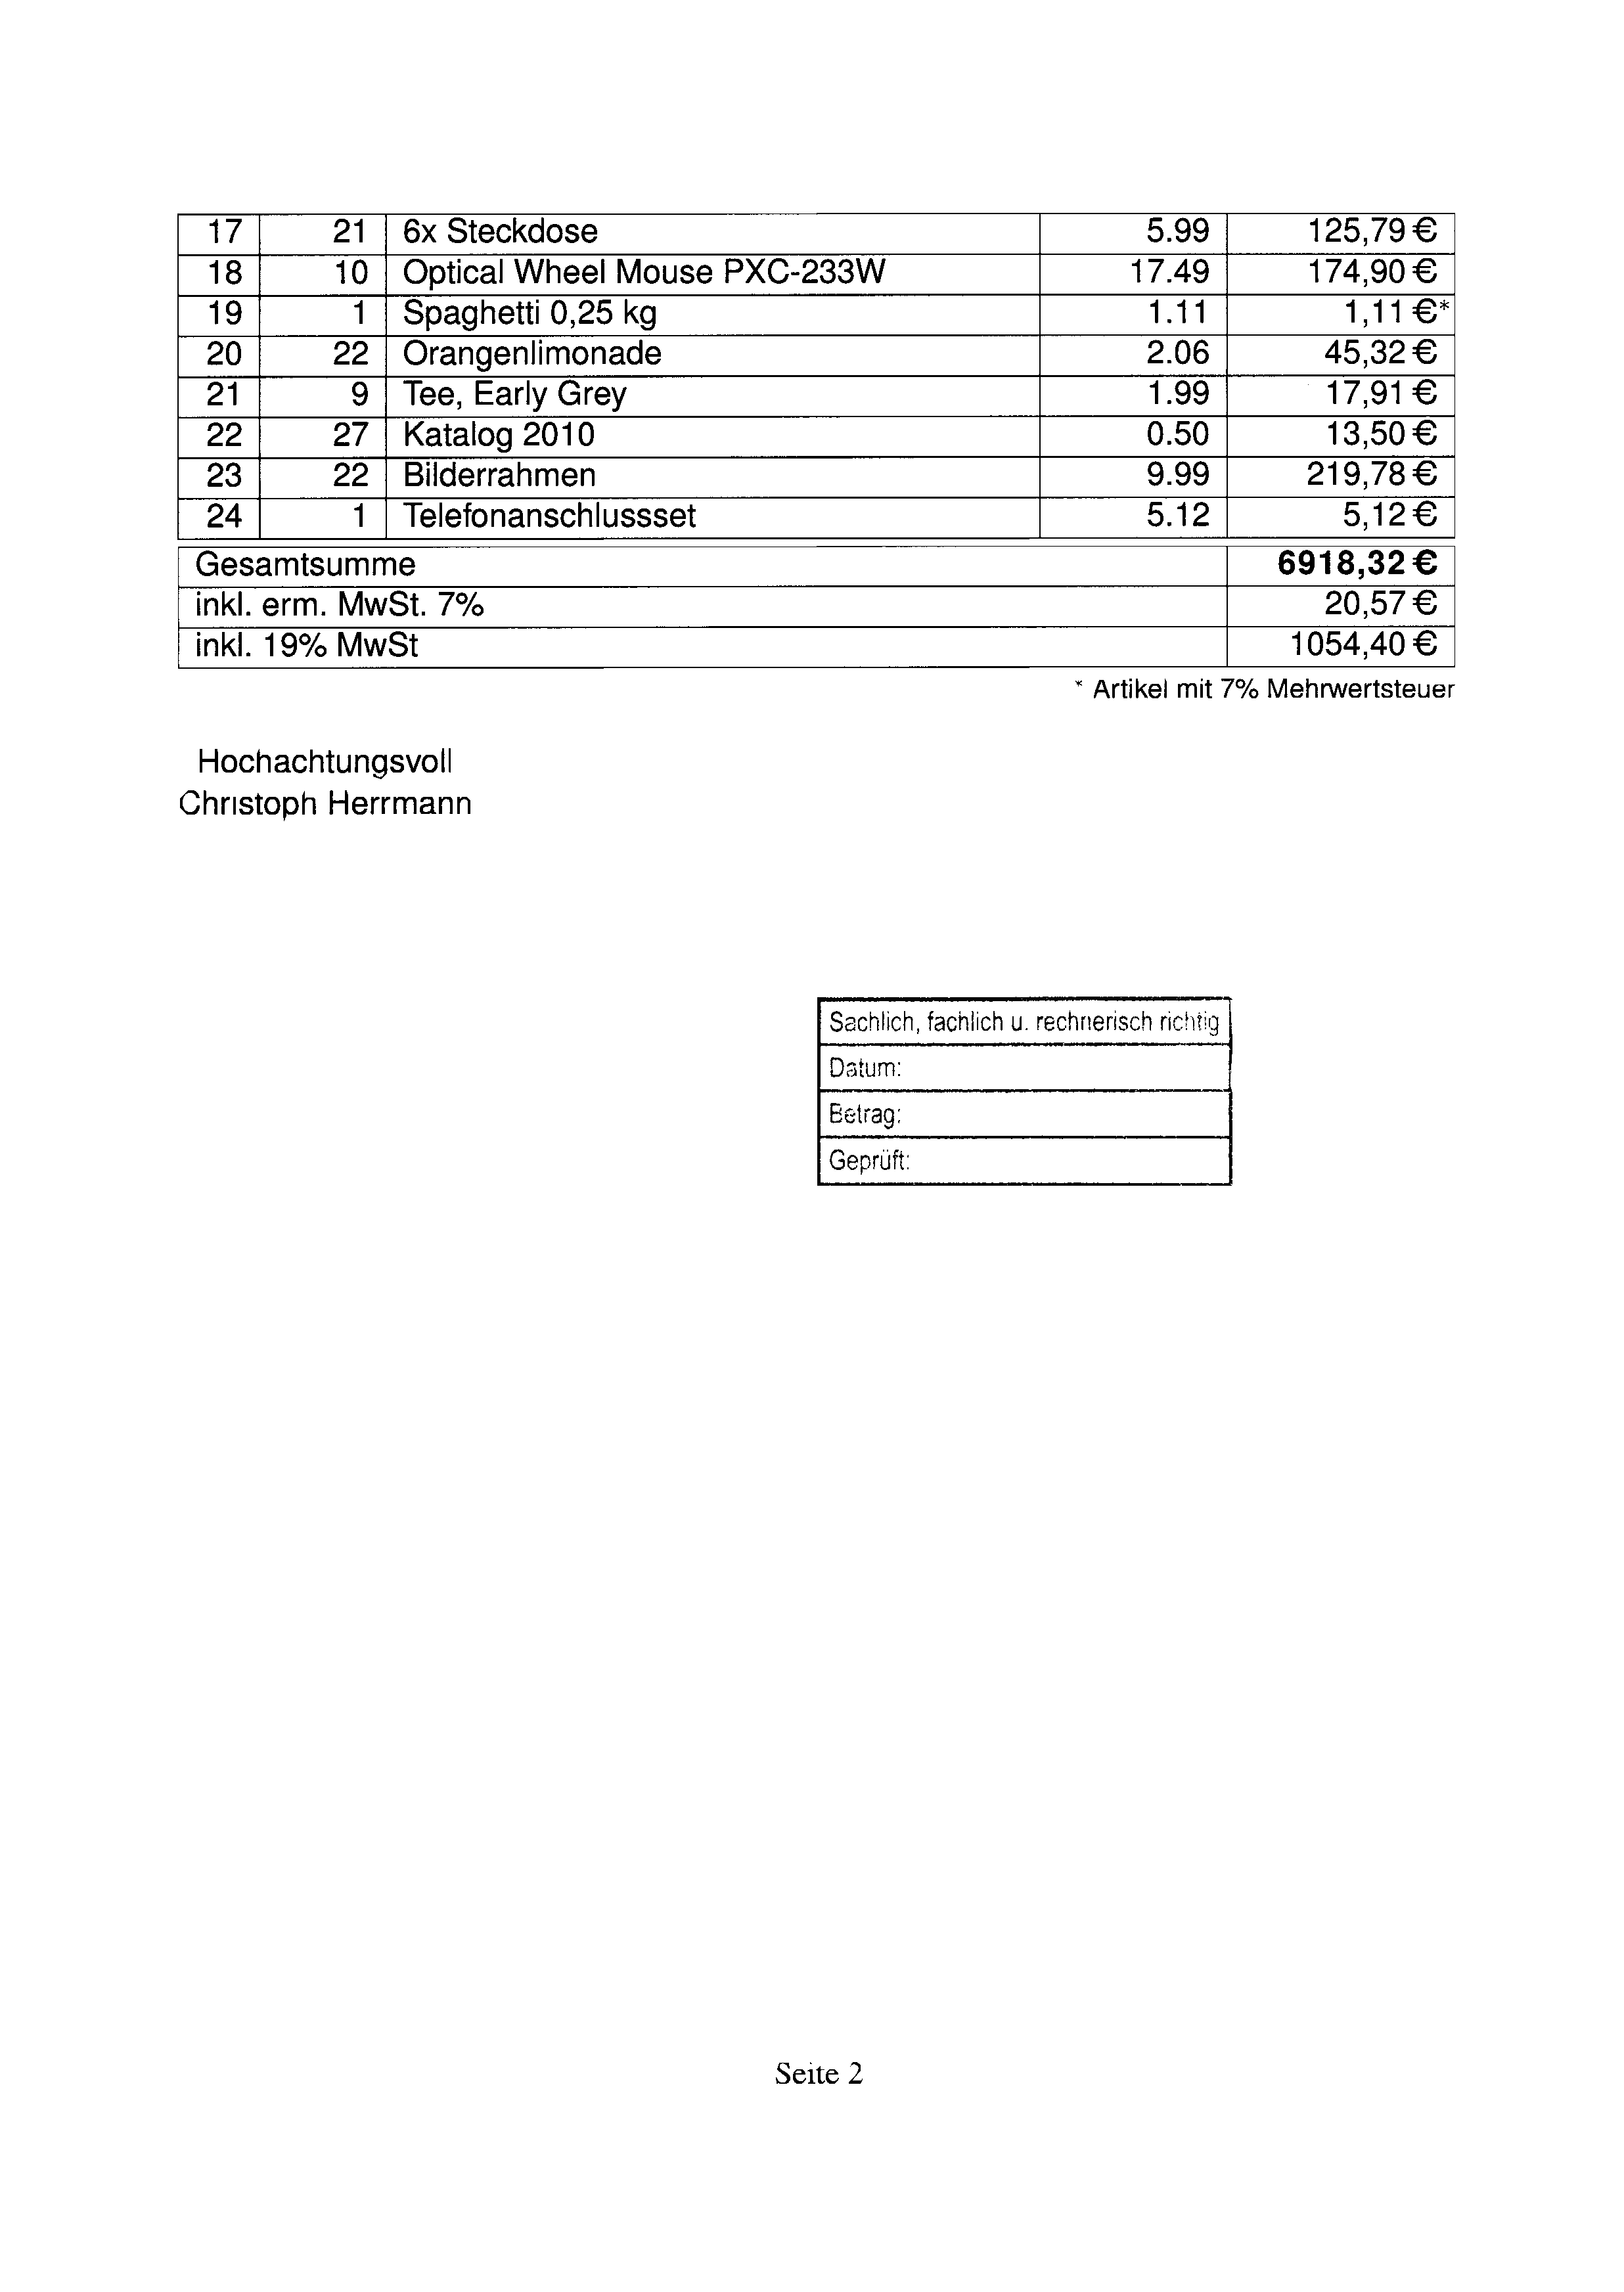 17 21 6x Steckdose 5.99 125,79 €
18 10 Optical Wheel Mouse PXC-233W 17.49 174,90 €
19 1 Spaghetti 0,25 kg 1.11 1,11 €*
20 22 Orangenlimonade 2.06 45,32 €
21 9 Tee, Early Grey 1.99 17,91 €
22 27 Katalog 2010 0.50 13,50 €
23 22 Bilderrahmen 9.99 219,78 €
24 1 Telefonanschlussset 5.12 5,12 €
Gesamtsumme 6918,32 €
inkl. erm. MwSt. 7% 20,57 €
inkl. 19% MwSt 1054,40 €
* Artikel mit 7% Mehrwertsteuer
Hochachtungsvoll
Christoph Herrmann
Sachlich, fachlich u. rechnerisch richtig
Datum:
Betrag:
Geprüft:
Seite 2